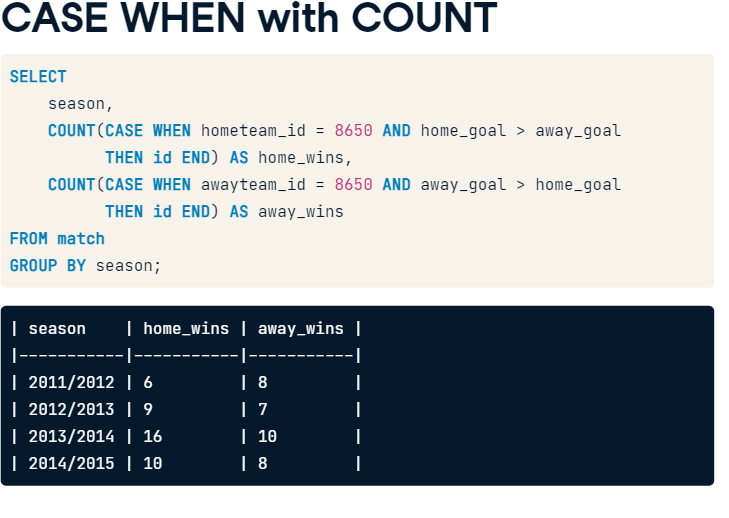 CASE WHEN with COUNT
SELECT
    season,
    COUNT(CASE WHEN hometeam_id = 8650 AND home_goal > away_goal
          THEN id END) AS home_wins,
    COUNT(CASE WHEN awayteam_id = 8650 AND away_goal > home_goal
          THEN id END) AS away_wins
FROM match
GROUP BY season;
| season    | home_wins | away_wins |
|-----------|-----------|-----------|
| 2011/2012 | 6         | 8         |
| 2012/2013 | 9         | 7         |
| 2013/2014 | 16        | 10        |
| 2014/2015 | 10        | 8         |